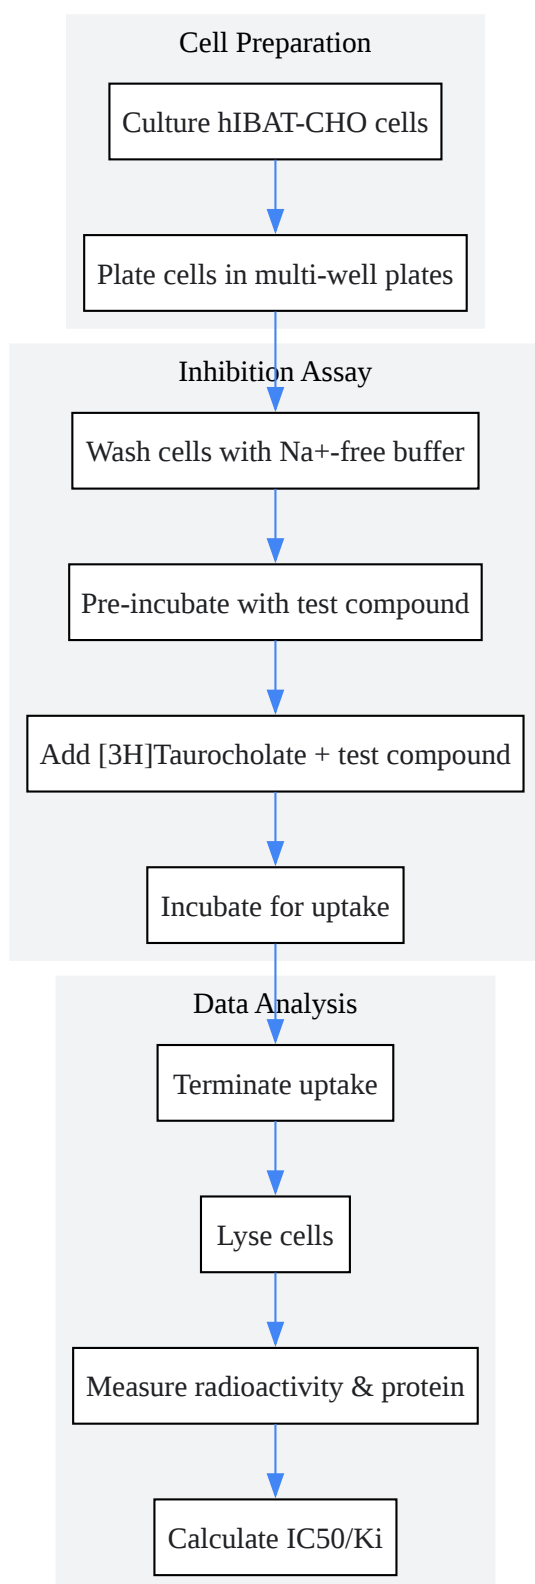 Cell Preparation
Culture hIBAT-CHO cells
Plate cells in multi-well plates
Inhibition Assay
Wash cells with Na+-free buffer
Pre-incubate with test compound
Add [3H]Taurocholate + test compound
Incubate for uptake
Data Analysis
Terminate uptake
Lyse cells
Measure radioactivity & protein
Calculate IC50/Ki